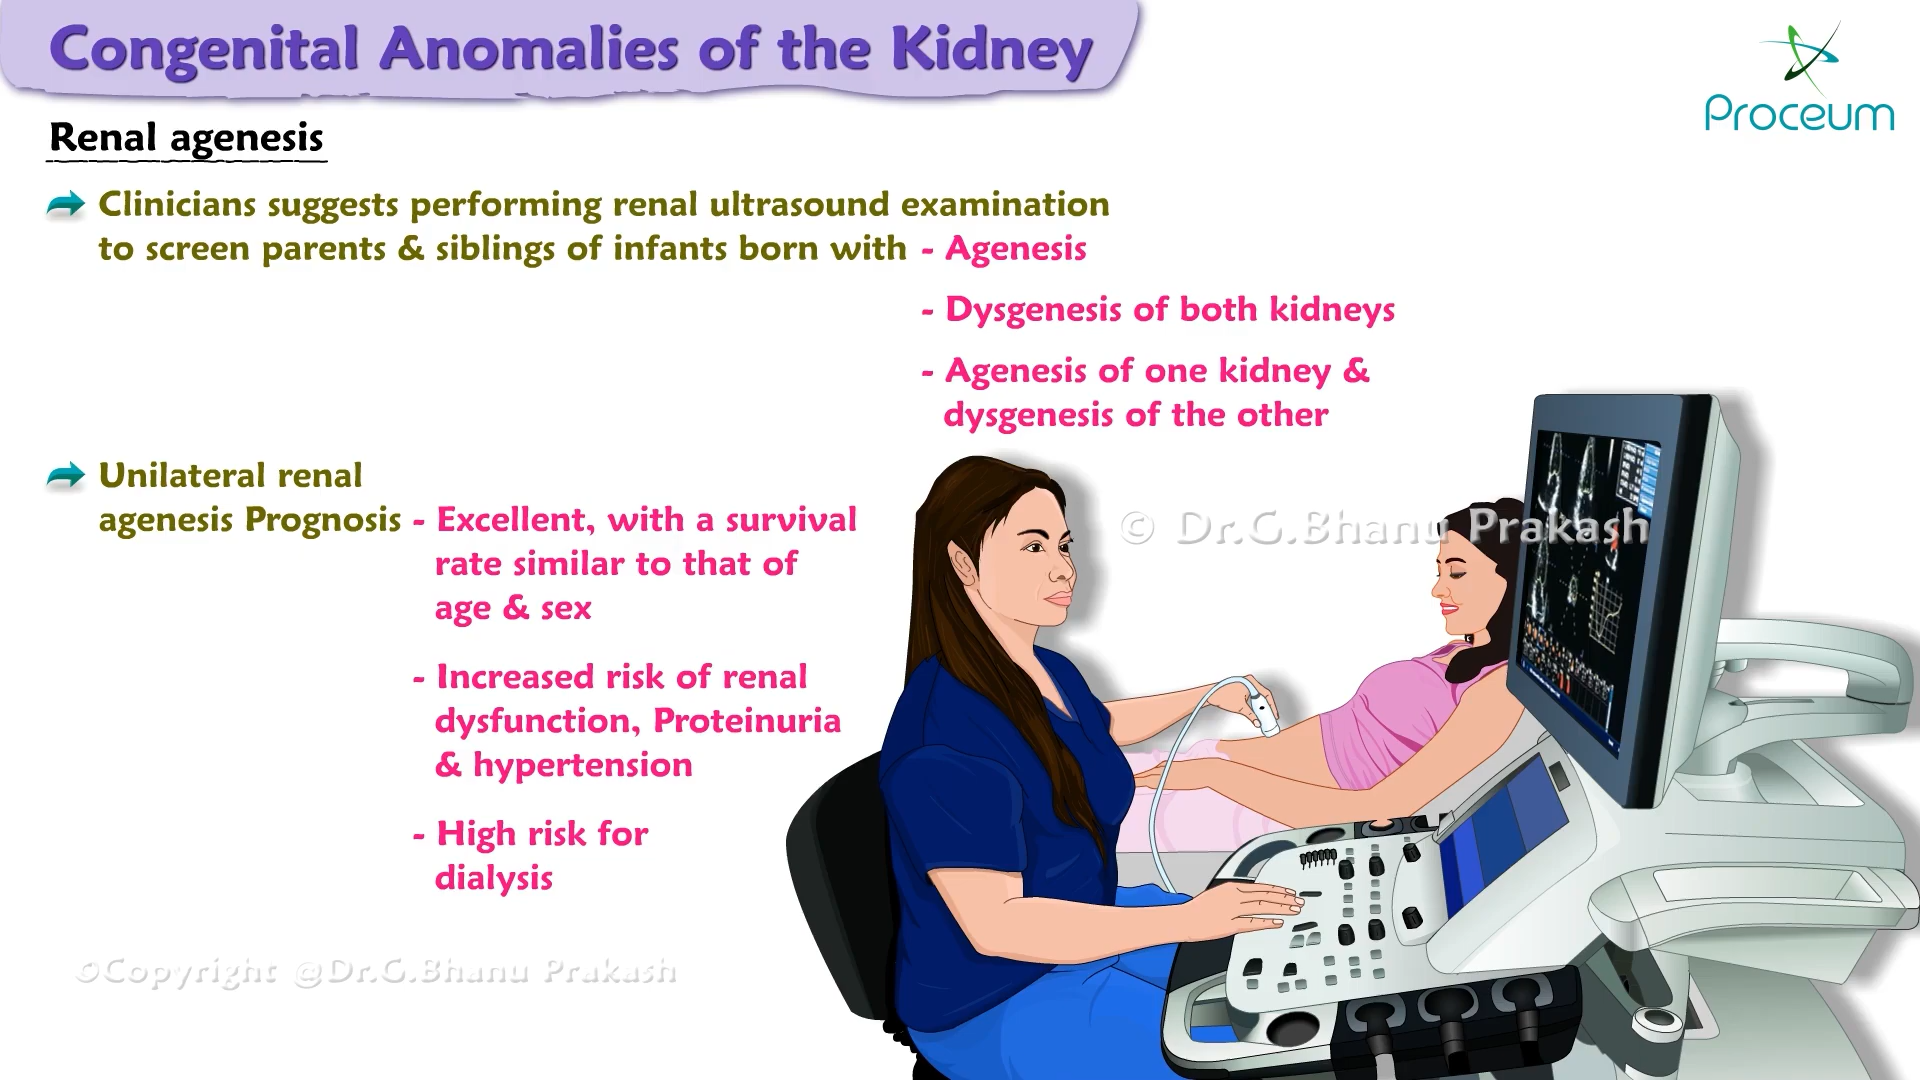 Congenital Anomalies of the Kidney
Proceum
Renal agenesis
Clinicians suggests performing renal ultrasound examination
to screen parents & siblings of infants born with - Agenesis
- Dysgenesis of both kidneys
- Agenesis of one kidney &
dysgenesis of the other
Unilateral renal
agenesis Prognosis - Excellent, with a survival
rate similar to that of
age & sex
- Increased risk of renal
dysfunction, Proteinuria
& hypertension
- High risk for
dialysis
© Dr.G.Bhanu Prakash
©Copyright @Dr.G.Bhanu Prakash